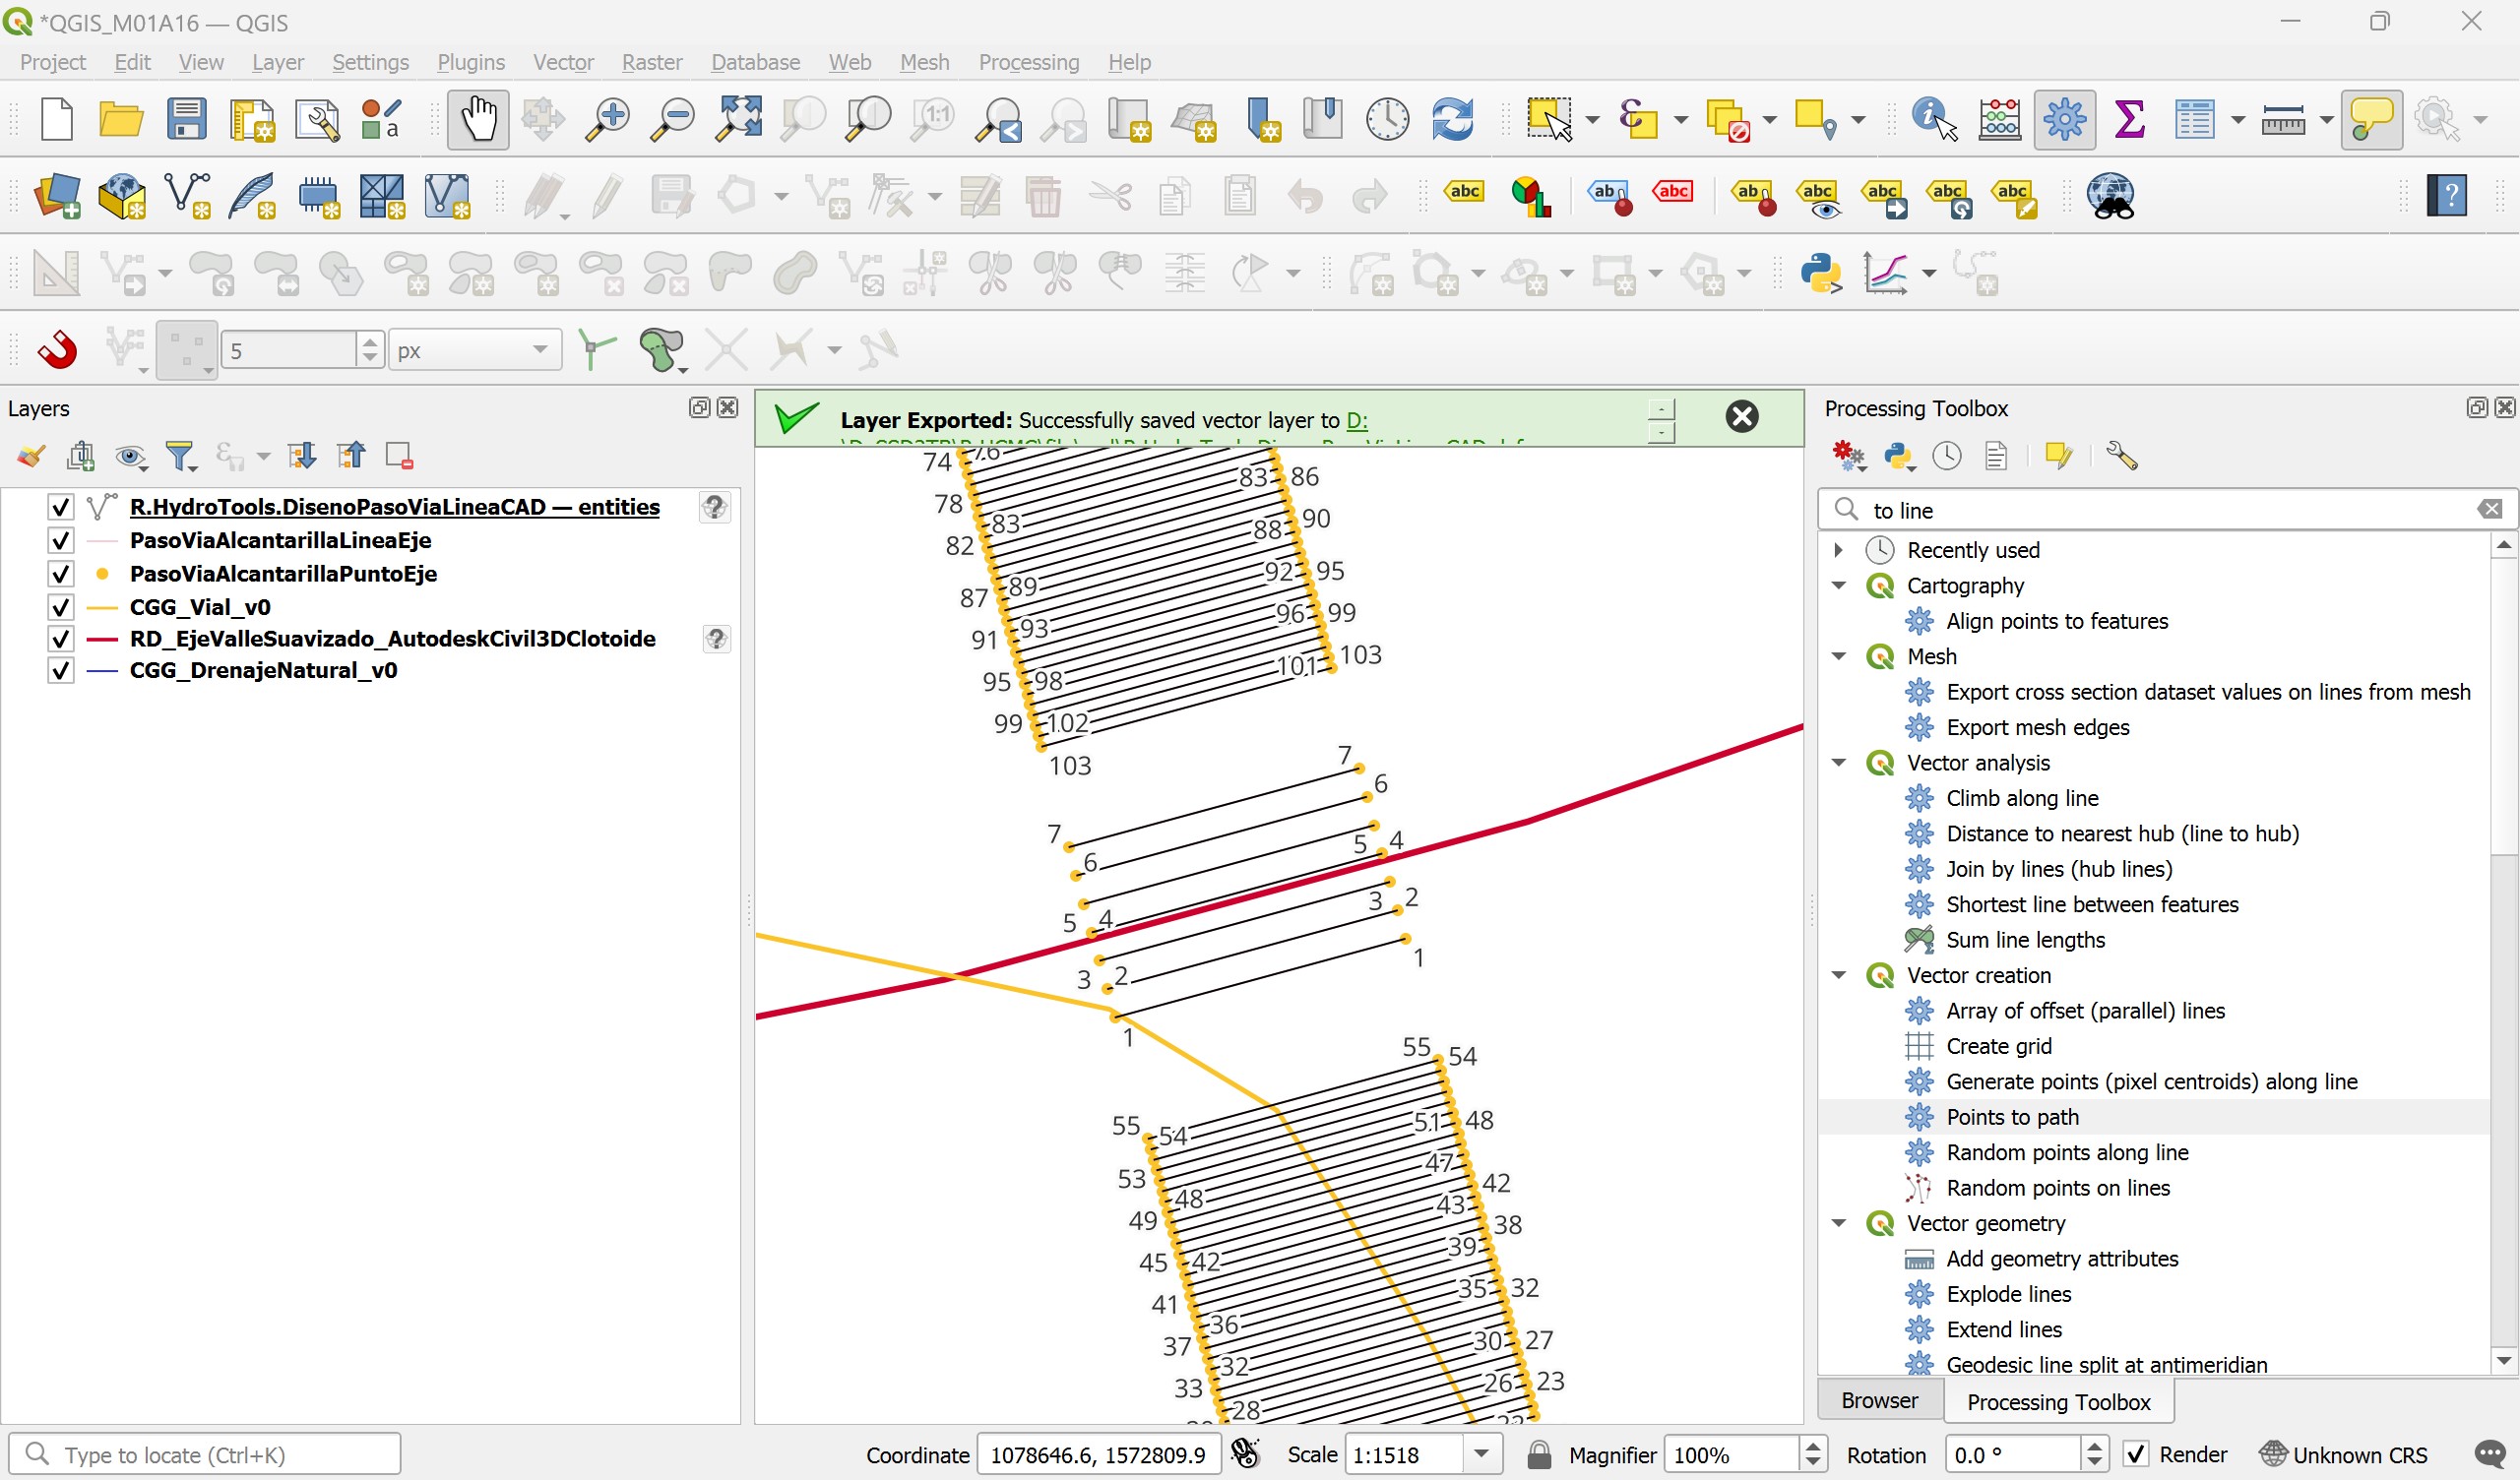 *QGIS_M01A16 — QGIS
Project Edit View Layer Settings Plugins Vector Raster Database Web Mesh Processing Help
a
1:1
abc ab abc ab abc abc abc abc
5 px
Layers
R.HydroTools.DisenoPasoViaLineaCAD — entities
PasoViaAlcantarillaLineaEje
PasoViaAlcantarillaPuntoEje
CGG_Vial_v0
RD_EjeValleSuavizado_AutodeskCivil3DClotoide
CGG_DrenajeNatural_v0
Layer Exported: Successfully saved vector layer to D:
74 76
83 86
78
83
88 90
82
92 95
87 89
96 99
91 93
101 103
95 98
99 102
103
7
6
7
6
5 4
5 4
3 2
3 2
1
1
55 54
55 54
51 48
53
47
48
42
49
43
38
45 42
39
35 32
41
36
30 27
37
32
26 23
33
28
Processing Toolbox
to line
Recently used
Cartography
Align points to features
Mesh
Export cross section dataset values on lines from mesh
Export mesh edges
Vector analysis
Climb along line
Distance to nearest hub (line to hub)
Join by lines (hub lines)
Shortest line between features
Sum line lengths
Vector creation
Array of offset (parallel) lines
Create grid
Generate points (pixel centroids) along line
Points to path
Random points along line
Random points on lines
Vector geometry
Add geometry attributes
Explode lines
Extend lines
Geodesic line split at antimeridian
Browser Processing Toolbox
Type to locate (Ctrl+K)
Coordinate 1078646.6, 1572809.9 Scale 1:1518 Magnifier 100% Rotation 0.0 ° Render Unknown CRS